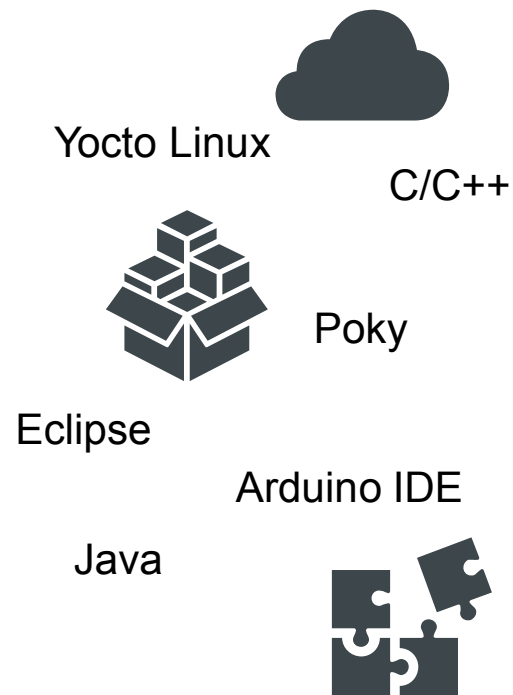 Yocto Linux
C/C++
Poky
Eclipse
Arduino IDE
Java